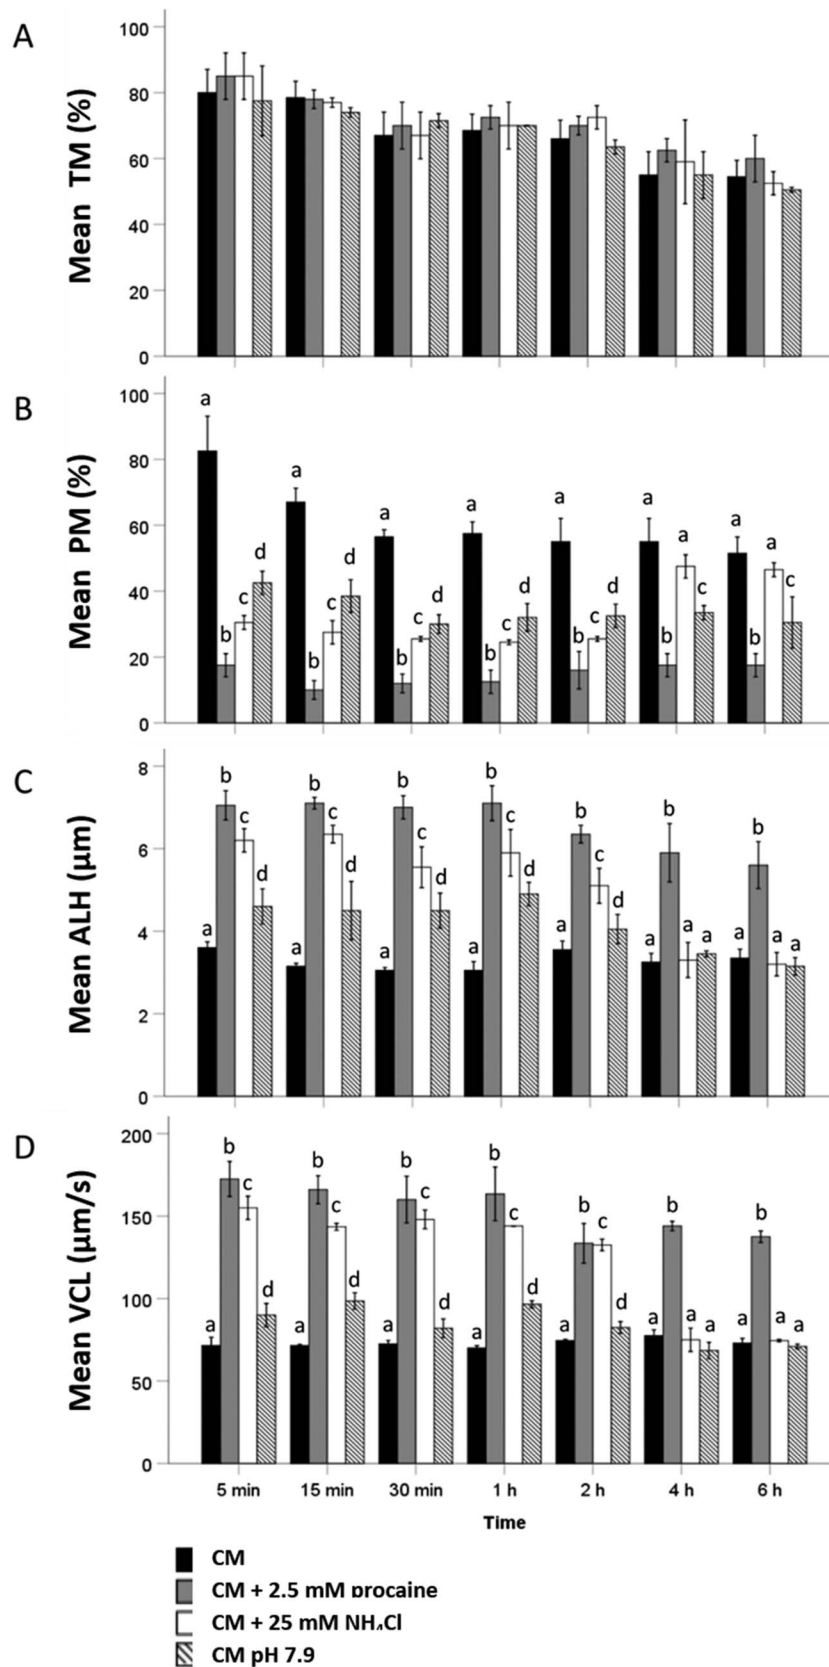 A
Mean TM (%)
100
80
60
40
20
0
B
Mean PM (%)
100
80
60
40
20
0
a a a a a a a
b b b b b b b
c c c c c a a
d d d d d a c
C
Mean ALH (µm)
8
6
4
2
0
a a a a a a a
b b b b b b b
c c c c c a a
d d d d d a a
D
Mean VCL (µm/s)
200
150
100
50
0
a a a a a a a
b b b b b b b
c c c c c a a
d d d d d a a
5 min 15 min 30 min 1 h 2 h 4 h 6 h
Time
CM
CM + 2.5 mM procaine
CM + 25 mM NH₄Cl
CM pH 7.9